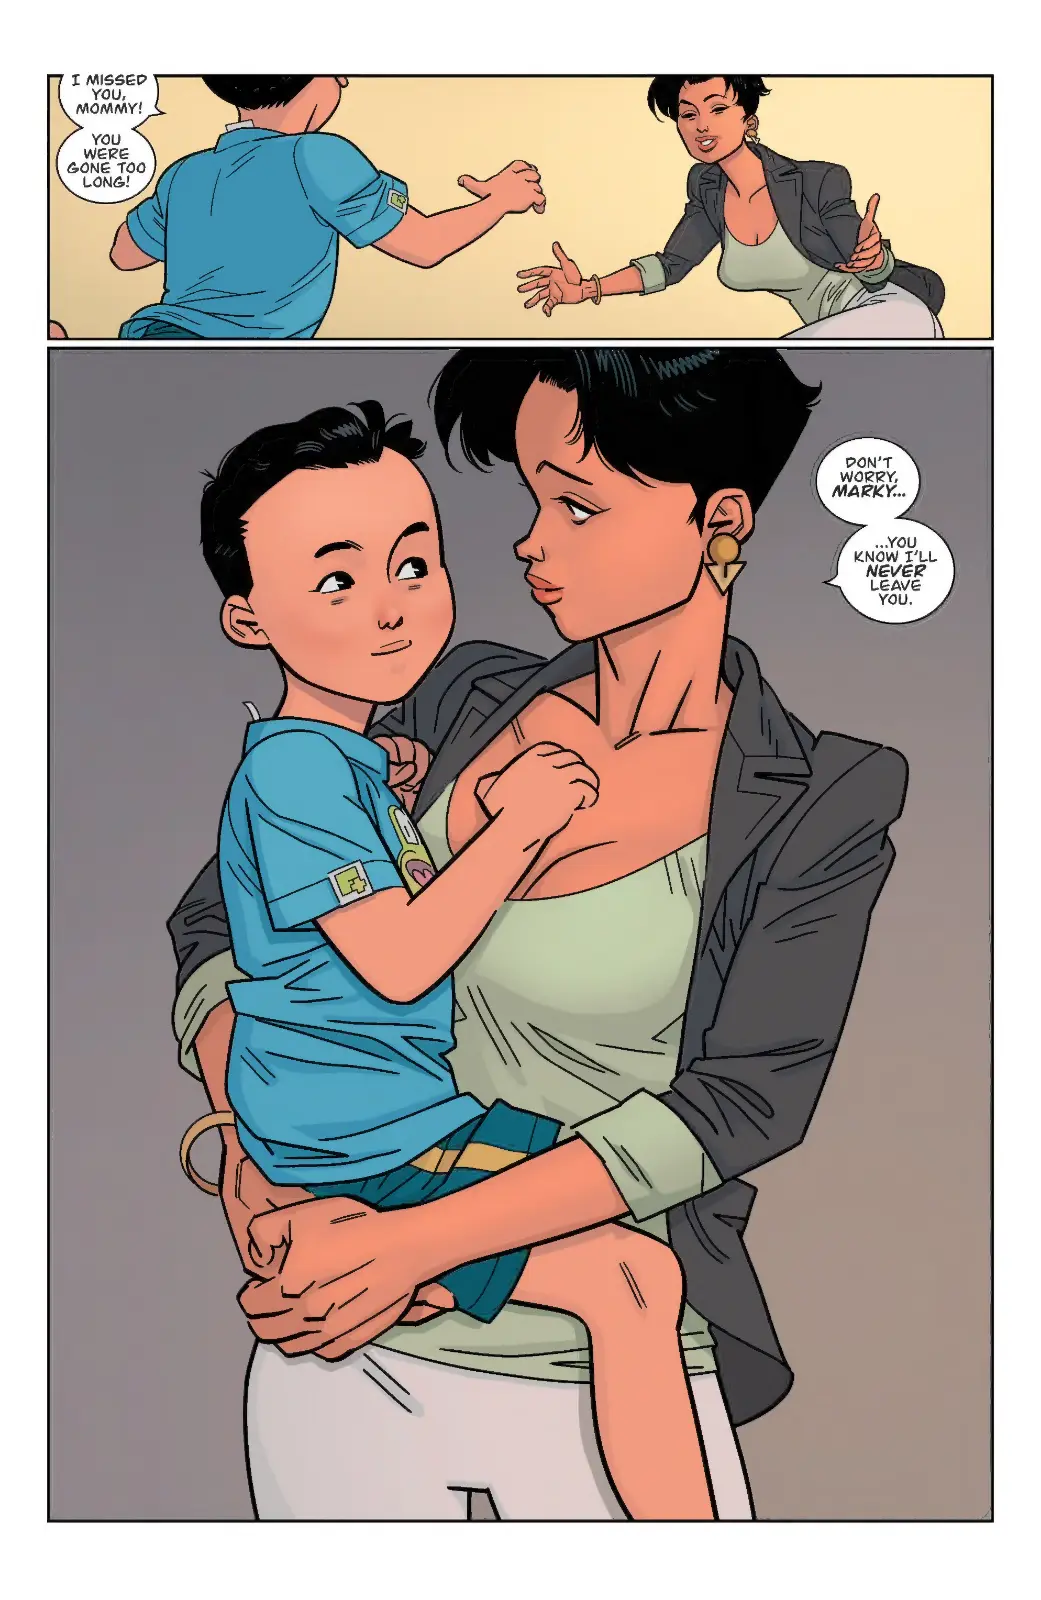 I MISSED
YOU,
MOMMY!
YOU
WERE
GONE TOO
LONG!
DON'T
WORRY,
MARKY...
...YOU
KNOW I'LL
NEVER
LEAVE
YOU.